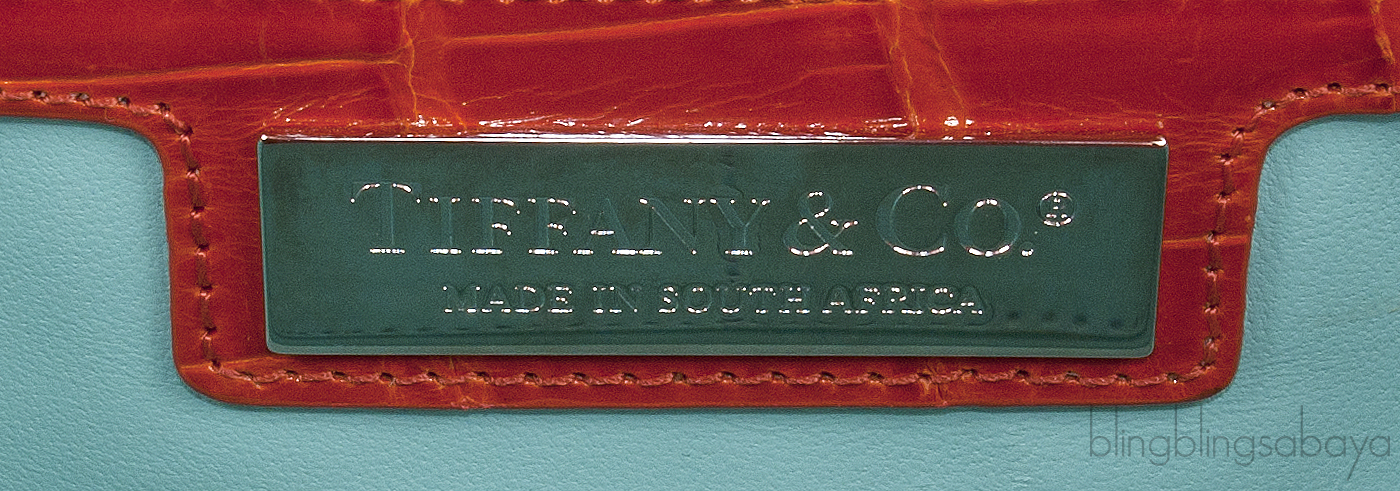 TIFFANY & CO.®
MADE IN SOUTH AFRICA
blingblingsabaya